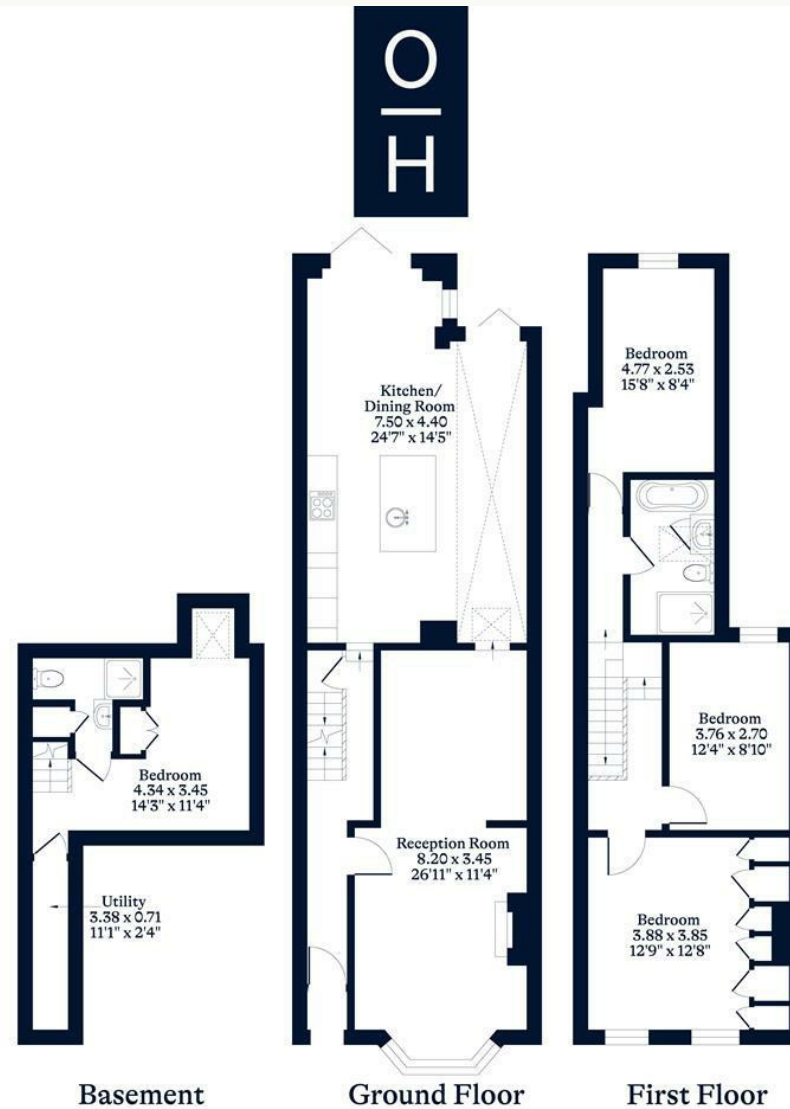 O
H
Bedroom
4.77 x 2.53
15'8" x 8'4"
Kitchen/
Dining Room
7.50 x 4.40
24'7" x 14'5"
Bedroom
3.76 x 2.70
12'4" x 8'10"
Bedroom
4.34 x 3.45
14'3" x 11'4"
Reception Room
8.20 x 3.45
26'11" x 11'4"
Utility
3.38 x 0.71
11'1" x 2'4"
Bedroom
3.88 x 3.85
12'9" x 12'8"
Basement
Ground Floor
First Floor